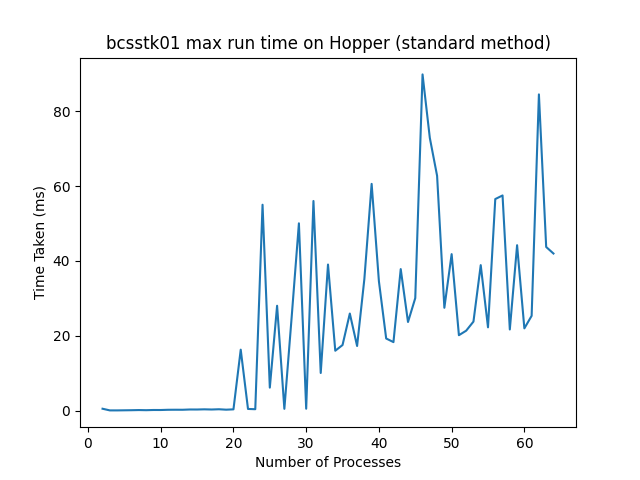 bcsstk01 max run time on Hopper (standard method)
80
60
40
20
0
Time Taken (ms)
0 10 20 30 40 50 60
Number of Processes